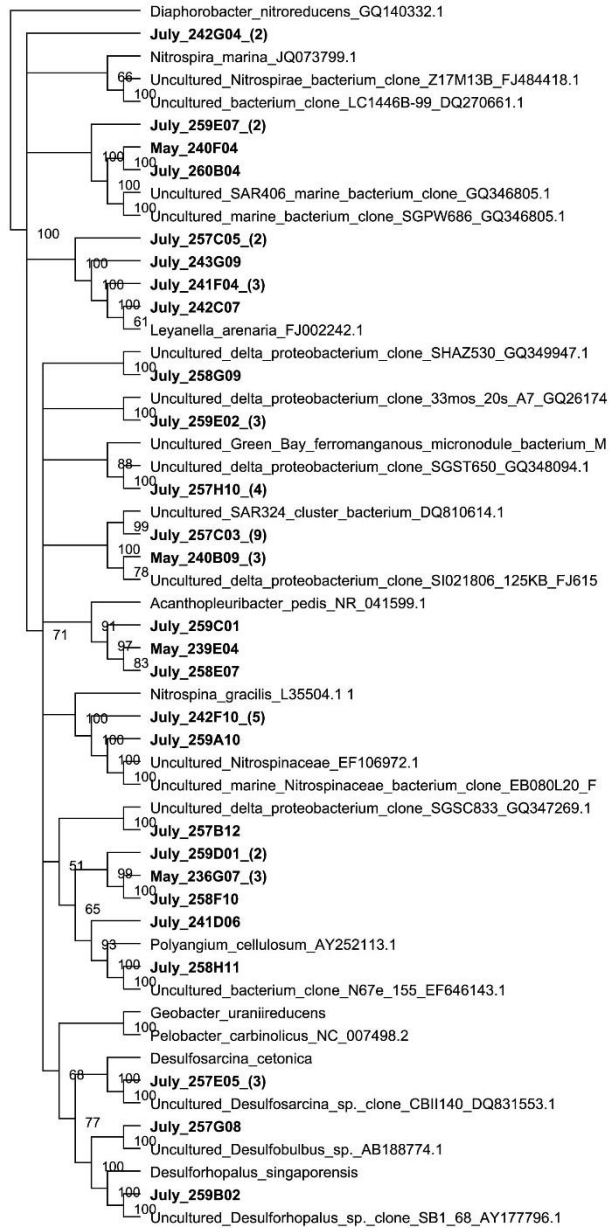 Diaphorobacter_nitroreducens_GQ140332.1
July_242G04_(2)
Nitrospira_marina_JQ073799.1
66
Uncultured_Nitrospirae_bacterium_clone_Z17M13B_FJ484418.1
100
Uncultured_bacterium_clone_LC1446B-99_DQ270661.1
July_259E07_(2)
May_240F04
100
100
July_260B04
100
Uncultured_SAR406_marine_bacterium_clone_GQ346805.1
100
Uncultured_marine_bacterium_clone_SGPW686_GQ346805.1
100
July_257C05_(2)
100
July_243G09
100
July_241F04_(3)
100
July_242C07
61
Leyanella_arenaria_FJ002242.1
Uncultured_delta_proteobacterium_clone_SHAZ530_GQ349947.1
100
July_258G09
Uncultured_delta_proteobacterium_clone_33mos_20s_A7_GQ26174
100
July_259E02_(3)
Uncultured_Green_Bay_ferromanganous_micronodule_bacterium_M
88
Uncultured_delta_proteobacterium_clone_SGST650_GQ348094.1
100
July_257H10_(4)
Uncultured_SAR324_cluster_bacterium_DQ810614.1
99
July_257C03_(9)
100
May_240B09_(3)
78
Uncultured_delta_proteobacterium_clone_SI021806_125KB_FJ615
Acanthopleuribacter_pedis_NR_041599.1
71
91
July_259C01
97
May_239E04
83
July_258E07
Nitrospina_gracilis_L35504.1 1
100
July_242F10_(5)
100
July_259A10
100
Uncultured_Nitrospinaceae_EF106972.1
100
Uncultured_marine_Nitrospinaceae_bacterium_clone_EB080L20_F
Uncultured_delta_proteobacterium_clone_SGSC833_GQ347269.1
100
July_257B12
51
July_259D01_(2)
99
May_236G07_(3)
100
July_258F10
65
July_241D06
93
Polyangium_cellulosum_AY252113.1
100
July_258H11
100
Uncultured_bacterium_clone_N67e_155_EF646143.1
Geobacter_uraniireducens
100
Pelobacter_carbinolicus_NC_007498.2
68
Desulfosarcina_cetonica
100
July_257E05_(3)
100
Uncultured_Desulfosarcina_sp._clone_CBII140_DQ831553.1
77
July_257G08
100
Uncultured_Desulfobulbus_sp._AB188774.1
100
Desulforhopalus_singaporensis
100
July_259B02
100
Uncultured_Desulforhopalus_sp._clone_SB1_68_AY177796.1